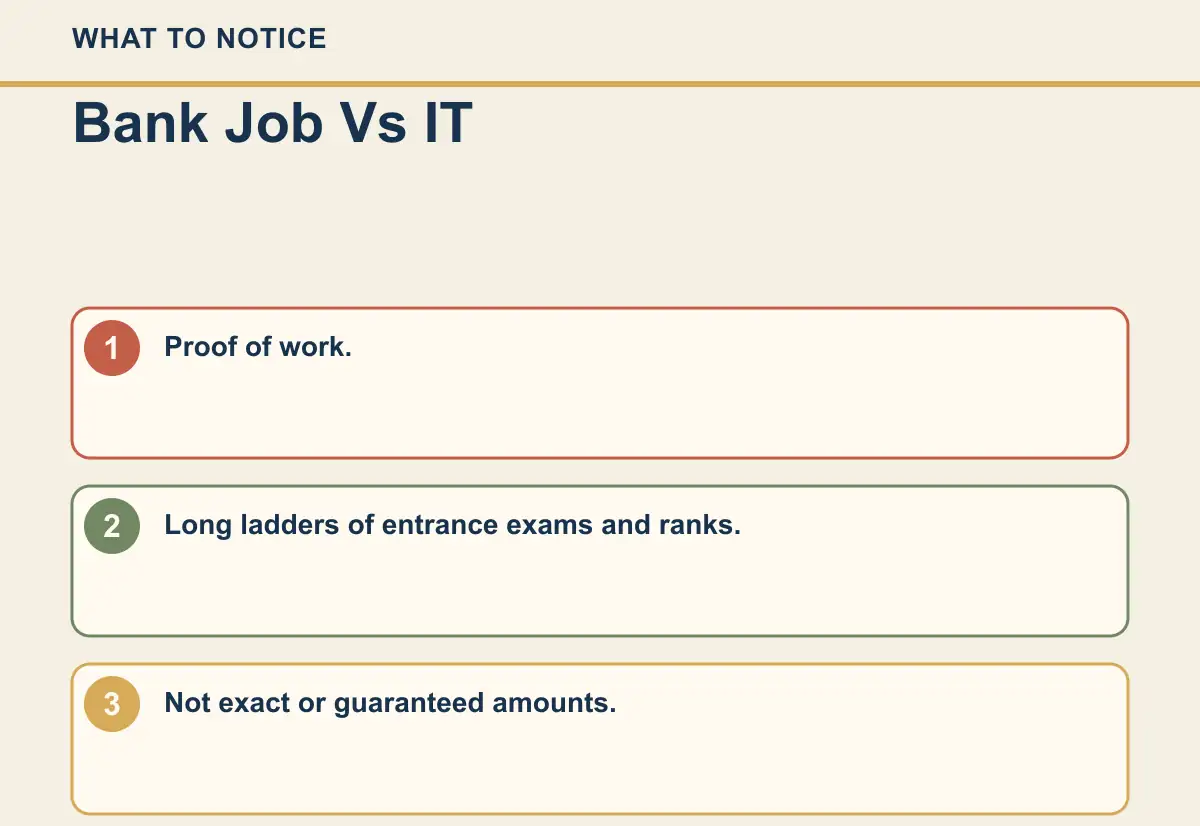 WHAT TO NOTICE
Bank Job Vs IT
1 Proof of work.
2 Long ladders of entrance exams and ranks.
3 Not exact or guaranteed amounts.